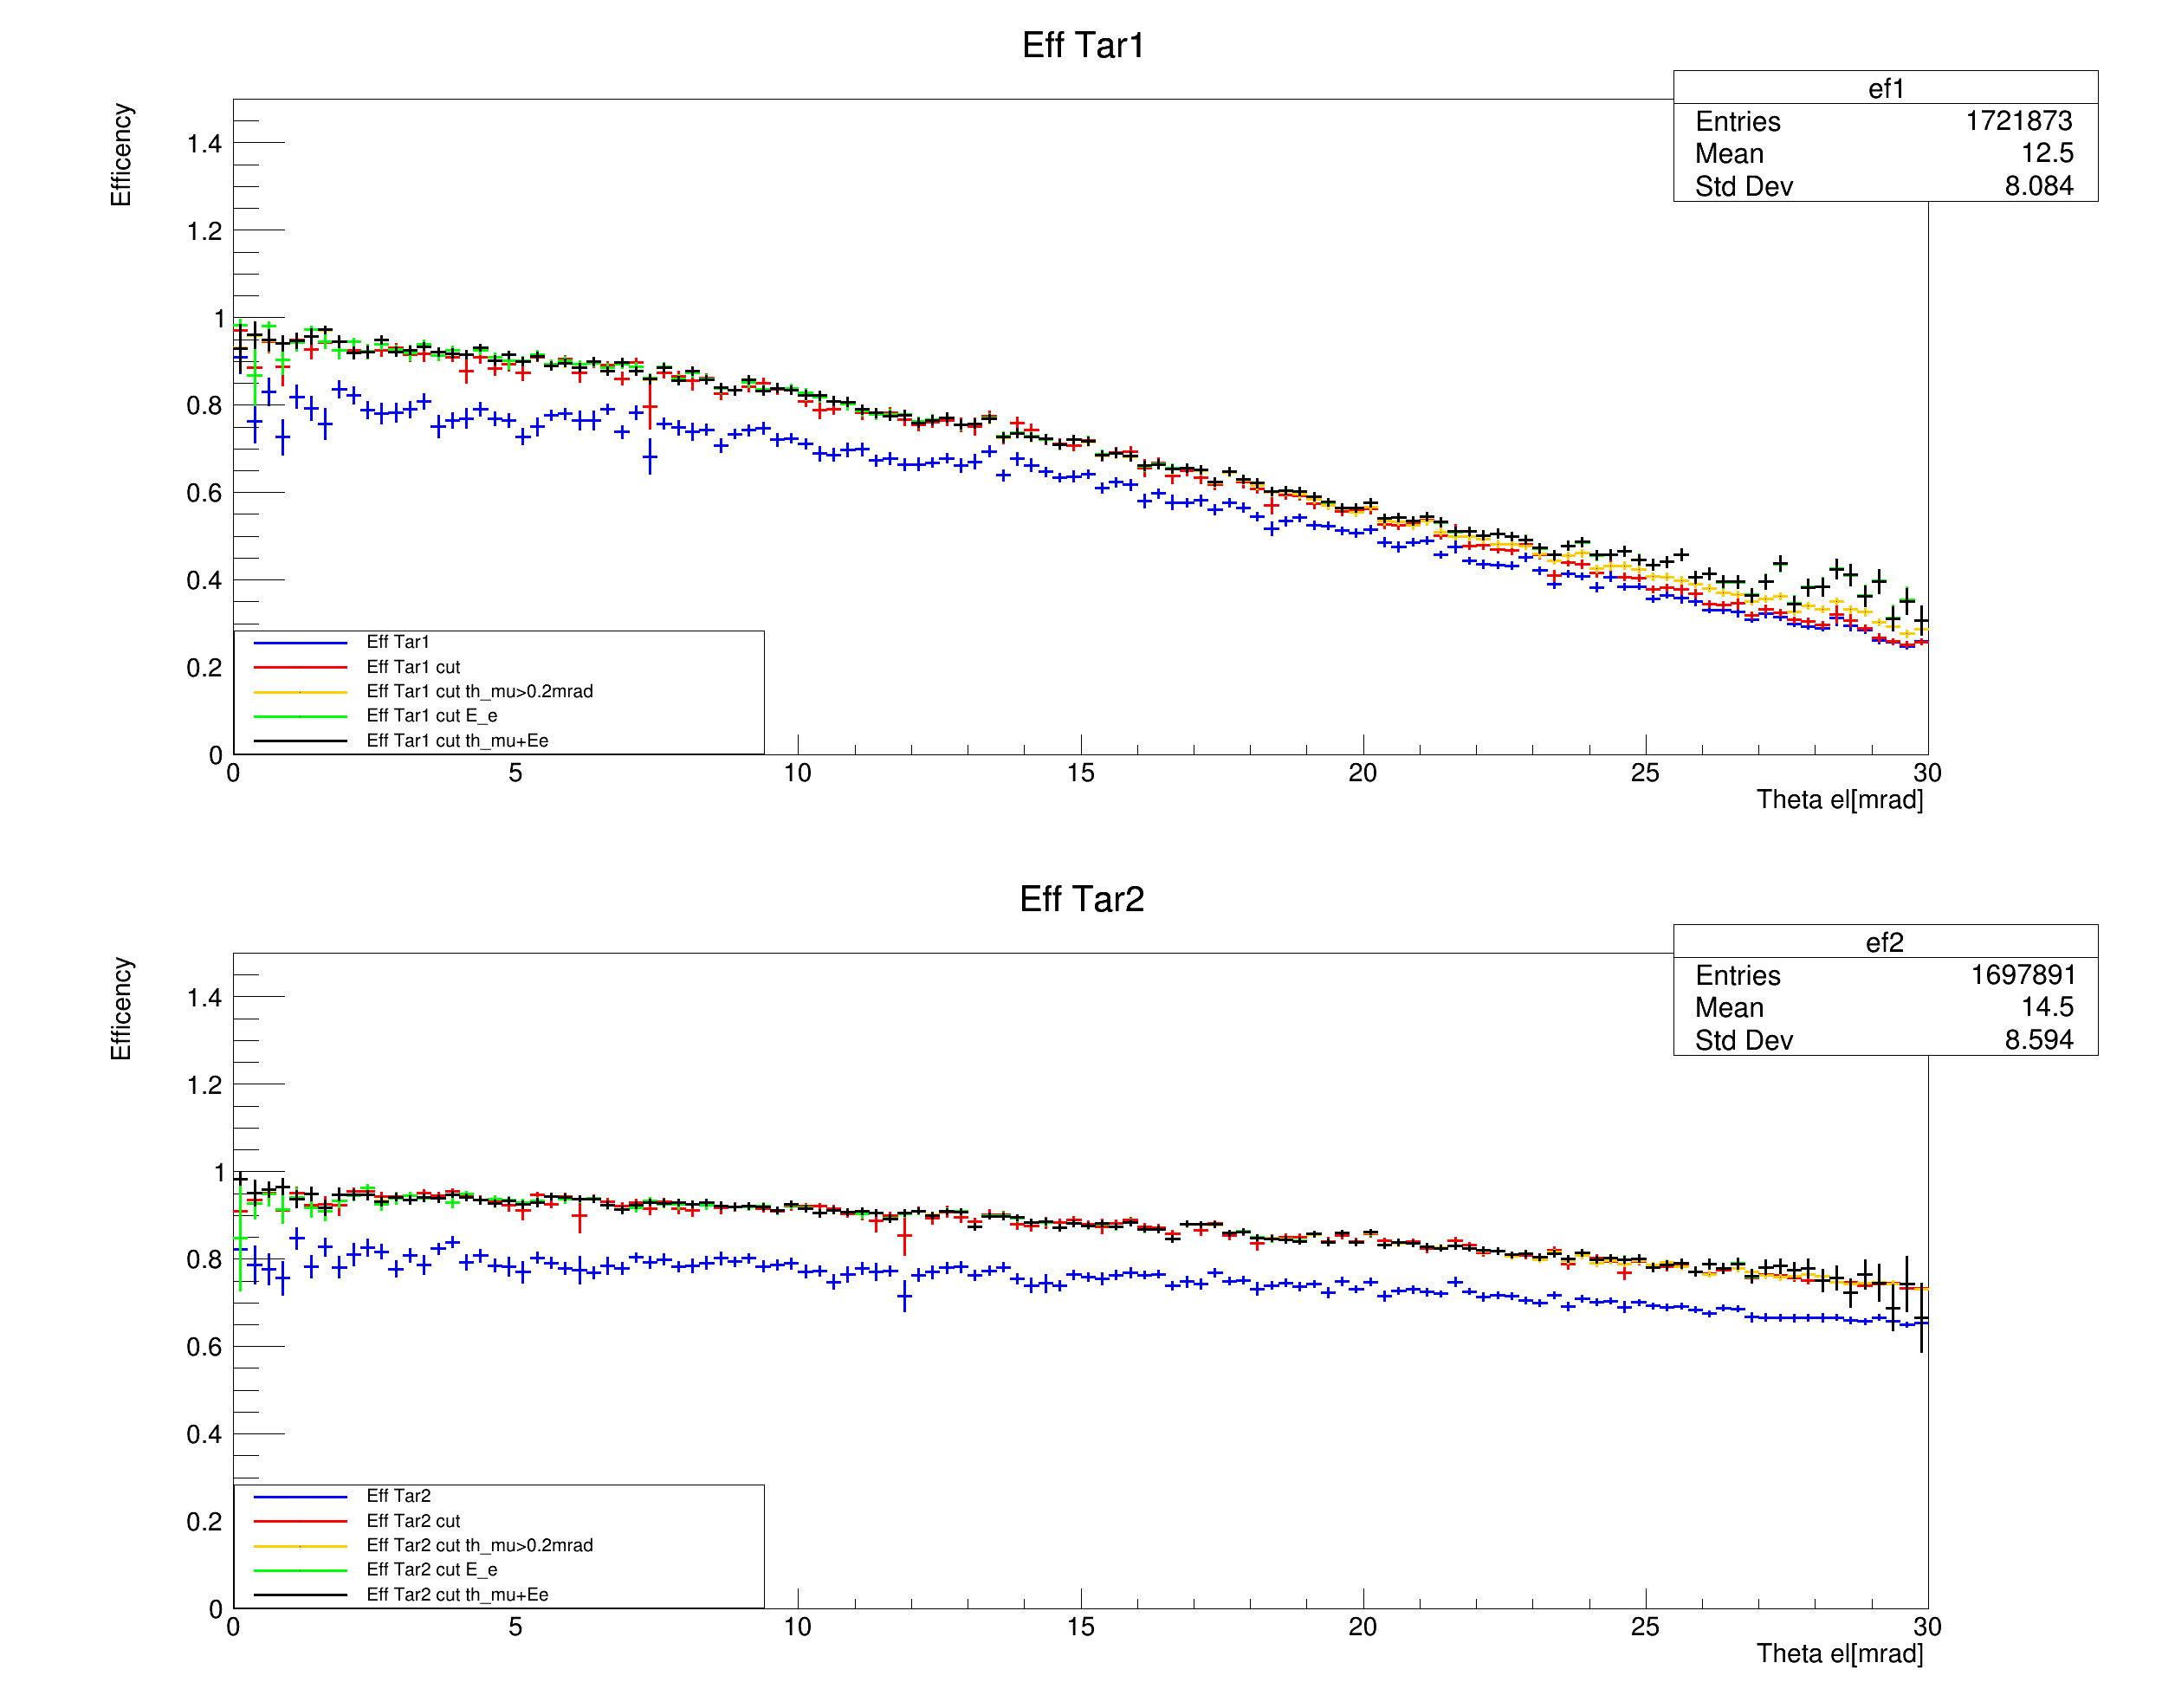 Eff Tar1
ef1
Entries 1721873
Mean 12.5
Std Dev 8.084
Efficency
1.4
1.2
1
0.8
0.6
0.4
0.2
0
Eff Tar1
Eff Tar1 cut
Eff Tar1 cut th_mu>0.2mrad
Eff Tar1 cut E_e
Eff Tar1 cut th_mu+Ee
0 5 10 15 20 25 30
Theta el[mrad]
Eff Tar2
ef2
Entries 1697891
Mean 14.5
Std Dev 8.594
Efficency
1.4
1.2
1
0.8
0.6
0.4
0.2
0
Eff Tar2
Eff Tar2 cut
Eff Tar2 cut th_mu>0.2mrad
Eff Tar2 cut E_e
Eff Tar2 cut th_mu+Ee
0 5 10 15 20 25 30
Theta el[mrad]